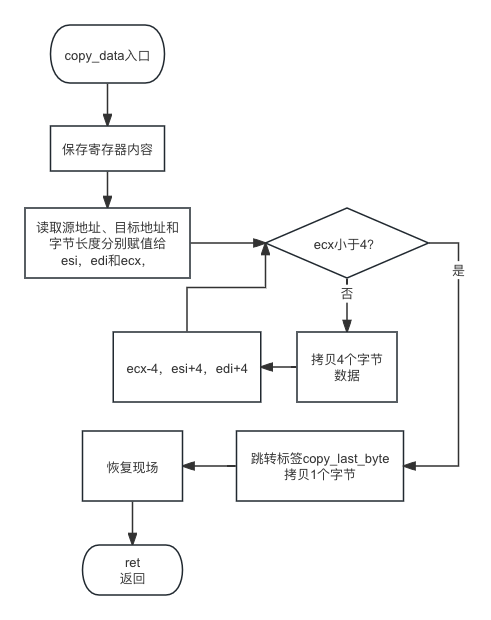 copy_data入口
保存寄存器内容
读取源地址、目标地址和
字节长度分别赋值给
esi，edi和ecx，
ecx小于4?
是
否
拷贝4个字节
数据
ecx-4，esi+4，edi+4
跳转标签copy_last_byte
拷贝1个字节
恢复现场
ret
返回